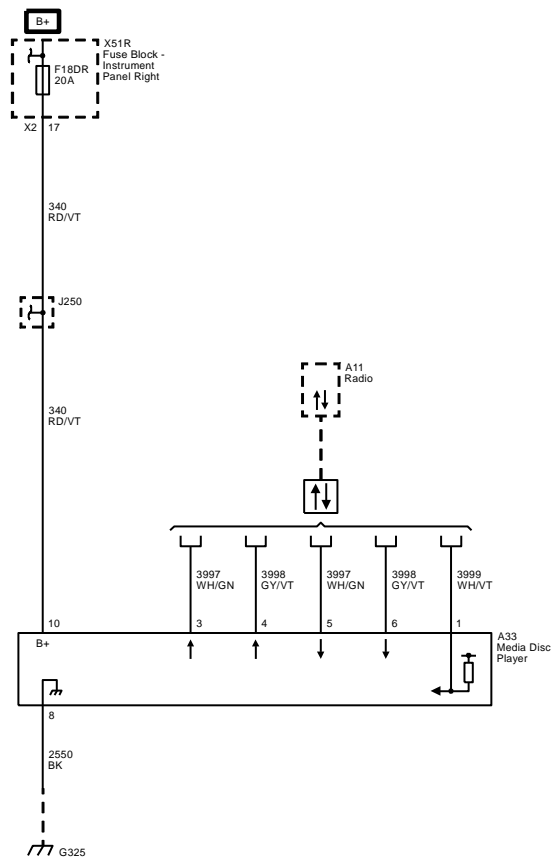 B+
X51R
Fuse Block -
Instrument
Panel Right
F18DR
20A
X2 17
340
RD/VT
J250
A11
Radio
340
RD/VT
3997
WH/GN
3998
GY/VT
3997
WH/GN
3998
GY/VT
3999
WH/VT
10 3 4 5 6 1
B+
A33
Media Disc
Player
8
2550
BK
G325